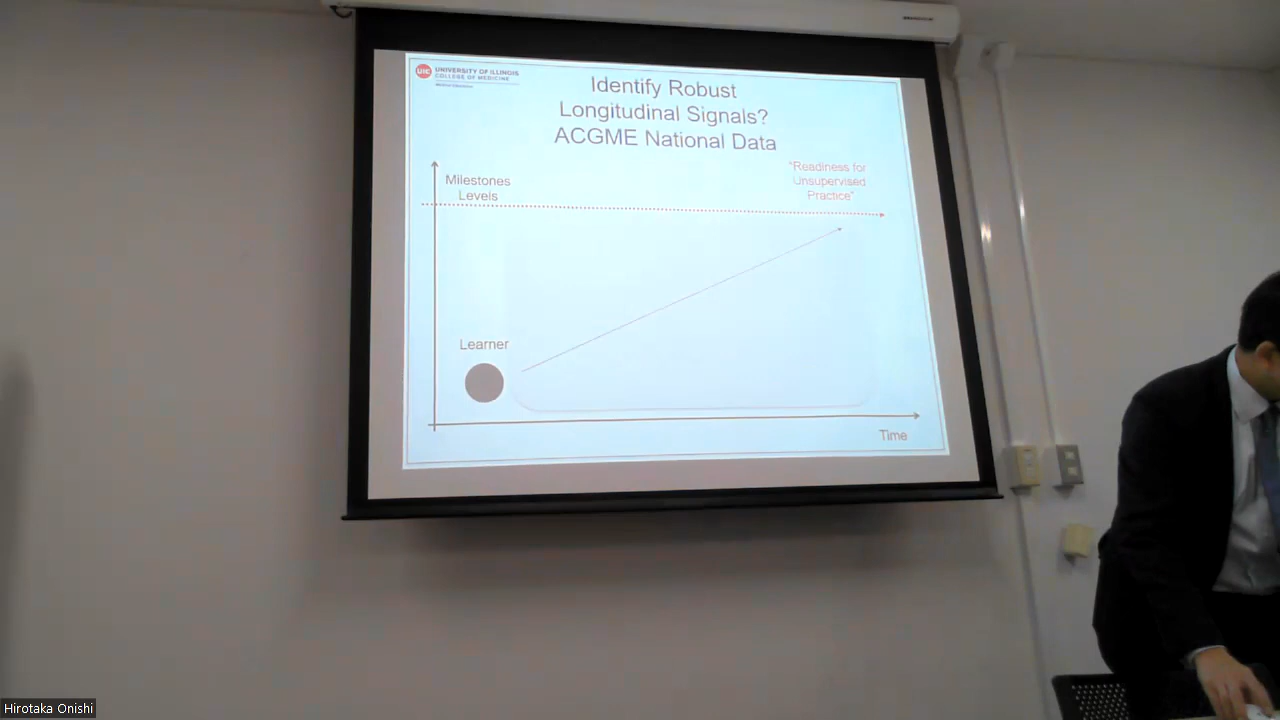 UIC
UNIVERSITY OF ILLINOIS
COLLEGE OF MEDICINE
Identify Robust
Longitudinal Signals?
ACGME National Data
Milestones
Levels
"Readiness for
Unsupervised
Practice"
Learner
Time
Hirotaka Onishi